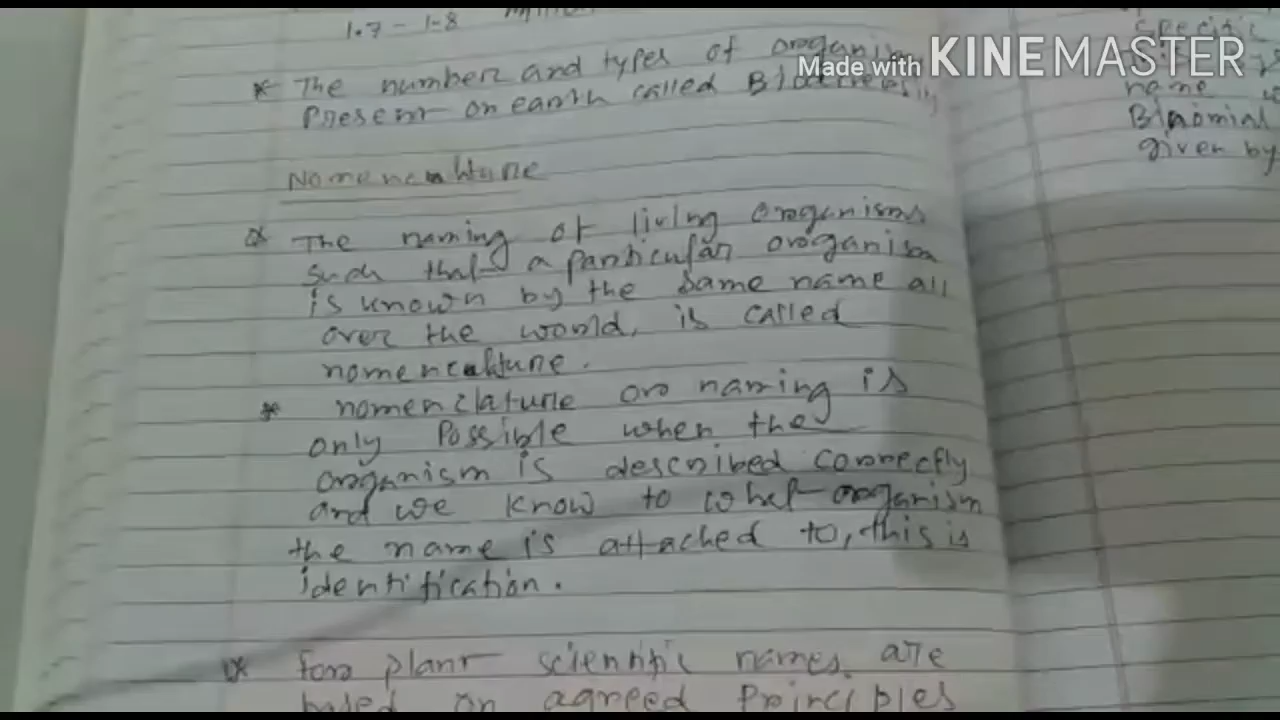 1.7 - 1.8
* The number and types of organism
Present on earth called
Nomenclature
* The naming of living organisms
such that a particular organism
is known by the same name all
over the world, is called
nomenclature.
* nomenclature or naming is
only Possible when the
organism is described correctly
and we know to what organism
the name is attached to, this is
identification.
* For plant scientific names are
based on agreed Principles
Made with KINEMASTER
specific
name
Binomial
given by